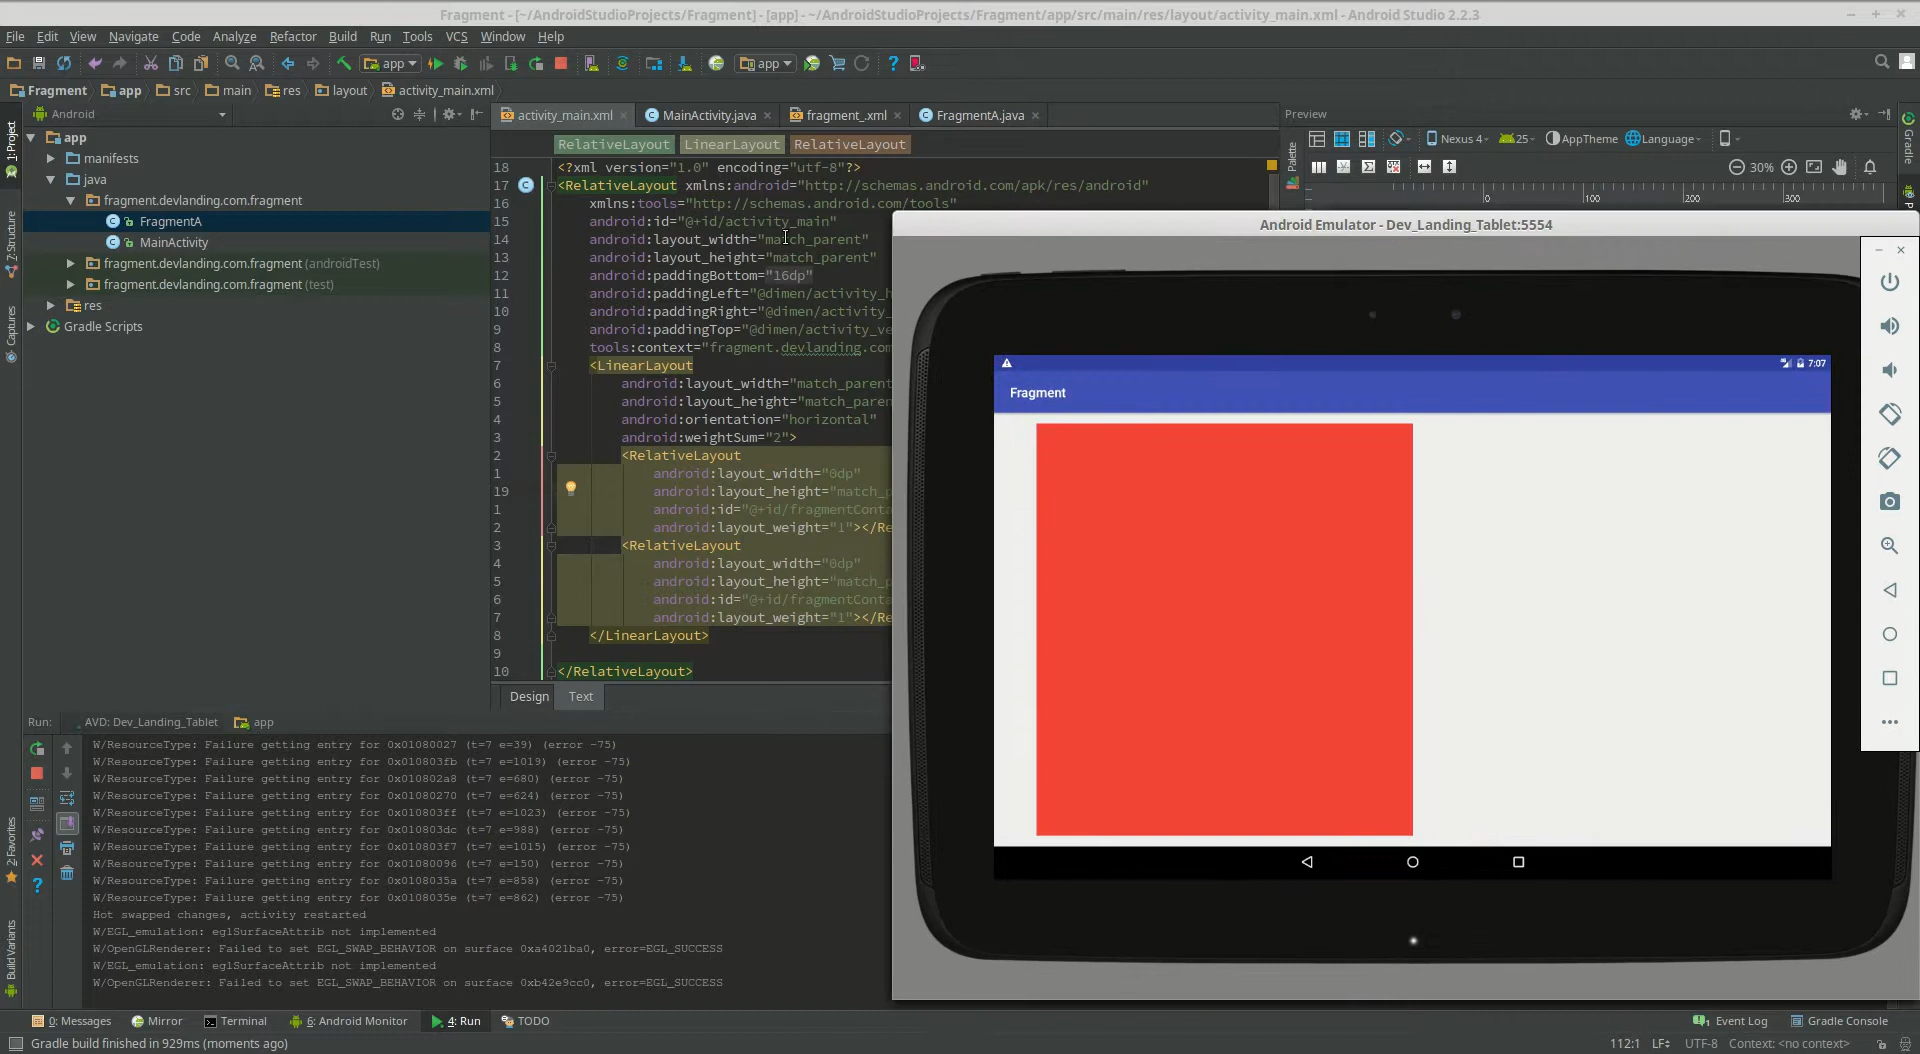 Fragment - [~/AndroidStudioProjects/Fragment] - [app] - ~/AndroidStudioProjects/Fragment/app/src/main/res/layout/activity_main.xml - Android Studio 2.2.3
File Edit View Navigate Code Analyze Refactor Build Run Tools VCS Window Help
app app
Fragment app src main res layout activity_main.xml
1: Project
Z: Structure
Captures
2: Favorites
Build Variants
Android
app
manifests
java
fragment.devlanding.com.fragment
FragmentA
MainActivity
fragment.devlanding.com.fragment (androidTest)
fragment.devlanding.com.fragment (test)
res
Gradle Scripts
activity_main.xml MainActivity.java fragment_.xml FragmentA.java
RelativeLayout LinearLayout RelativeLayout
18 <?xml version="1.0" encoding="utf-8"?>
17 <RelativeLayout xmlns:android="http://schemas.android.com/apk/res/android"
16 xmlns:tools="http://schemas.android.com/tools"
15 android:id="@+id/activity_main"
14 android:layout_width="match_parent"
13 android:layout_height="match_parent"
12 android:paddingBottom="16dp"
11 android:paddingLeft="@dimen/activity_h
10 android:paddingRight="@dimen/activity_
9 android:paddingTop="@dimen/activity_ve
8 tools:context="fragment.devlanding.com
7 <LinearLayout
6 android:layout_width="match_parent
5 android:layout_height="match_paren
4 android:orientation="horizontal"
3 android:weightSum="2">
2 <RelativeLayout
1 android:layout_width="0dp"
19 android:layout_height="match_p
1 android:id="@+id/fragmentConta
2 android:layout_weight="1"></Re
3 <RelativeLayout
4 android:layout_width="0dp"
5 android:layout_height="match_p
6 android:id="@+id/fragmentConta
7 android:layout_weight="1"></Re
8 </LinearLayout>
9
10 </RelativeLayout>
Design Text
Preview
Palette
Gradle
Nexus 4 25 AppTheme Language
30%
0 100 200 300
Android Emulator - Dev_Landing_Tablet:5554
7:07
Fragment
Run: AVD: Dev_Landing_Tablet app
W/ResourceType: Failure getting entry for 0x01080027 (t=7 e=39) (error -75)
W/ResourceType: Failure getting entry for 0x010803fb (t=7 e=1019) (error -75)
W/ResourceType: Failure getting entry for 0x010802a8 (t=7 e=680) (error -75)
W/ResourceType: Failure getting entry for 0x01080270 (t=7 e=624) (error -75)
W/ResourceType: Failure getting entry for 0x010803ff (t=7 e=1023) (error -75)
W/ResourceType: Failure getting entry for 0x010803dc (t=7 e=988) (error -75)
W/ResourceType: Failure getting entry for 0x010803f7 (t=7 e=1015) (error -75)
W/ResourceType: Failure getting entry for 0x01080096 (t=7 e=150) (error -75)
W/ResourceType: Failure getting entry for 0x0108035a (t=7 e=858) (error -75)
W/ResourceType: Failure getting entry for 0x0108035e (t=7 e=862) (error -75)
Hot swapped changes, activity restarted
W/EGL_emulation: eglSurfaceAttrib not implemented
W/OpenGLRenderer: Failed to set EGL_SWAP_BEHAVIOR on surface 0xa4021ba0, error=EGL_SUCCESS
W/EGL_emulation: eglSurfaceAttrib not implemented
W/OpenGLRenderer: Failed to set EGL_SWAP_BEHAVIOR on surface 0xb42e9cc0, error=EGL_SUCCESS
0: Messages Mirror Terminal 6: Android Monitor 4: Run TODO 1 Event Log Gradle Console
Gradle build finished in 929ms (moments ago) 112:1 LF÷ UTF-8 Context: <no context>